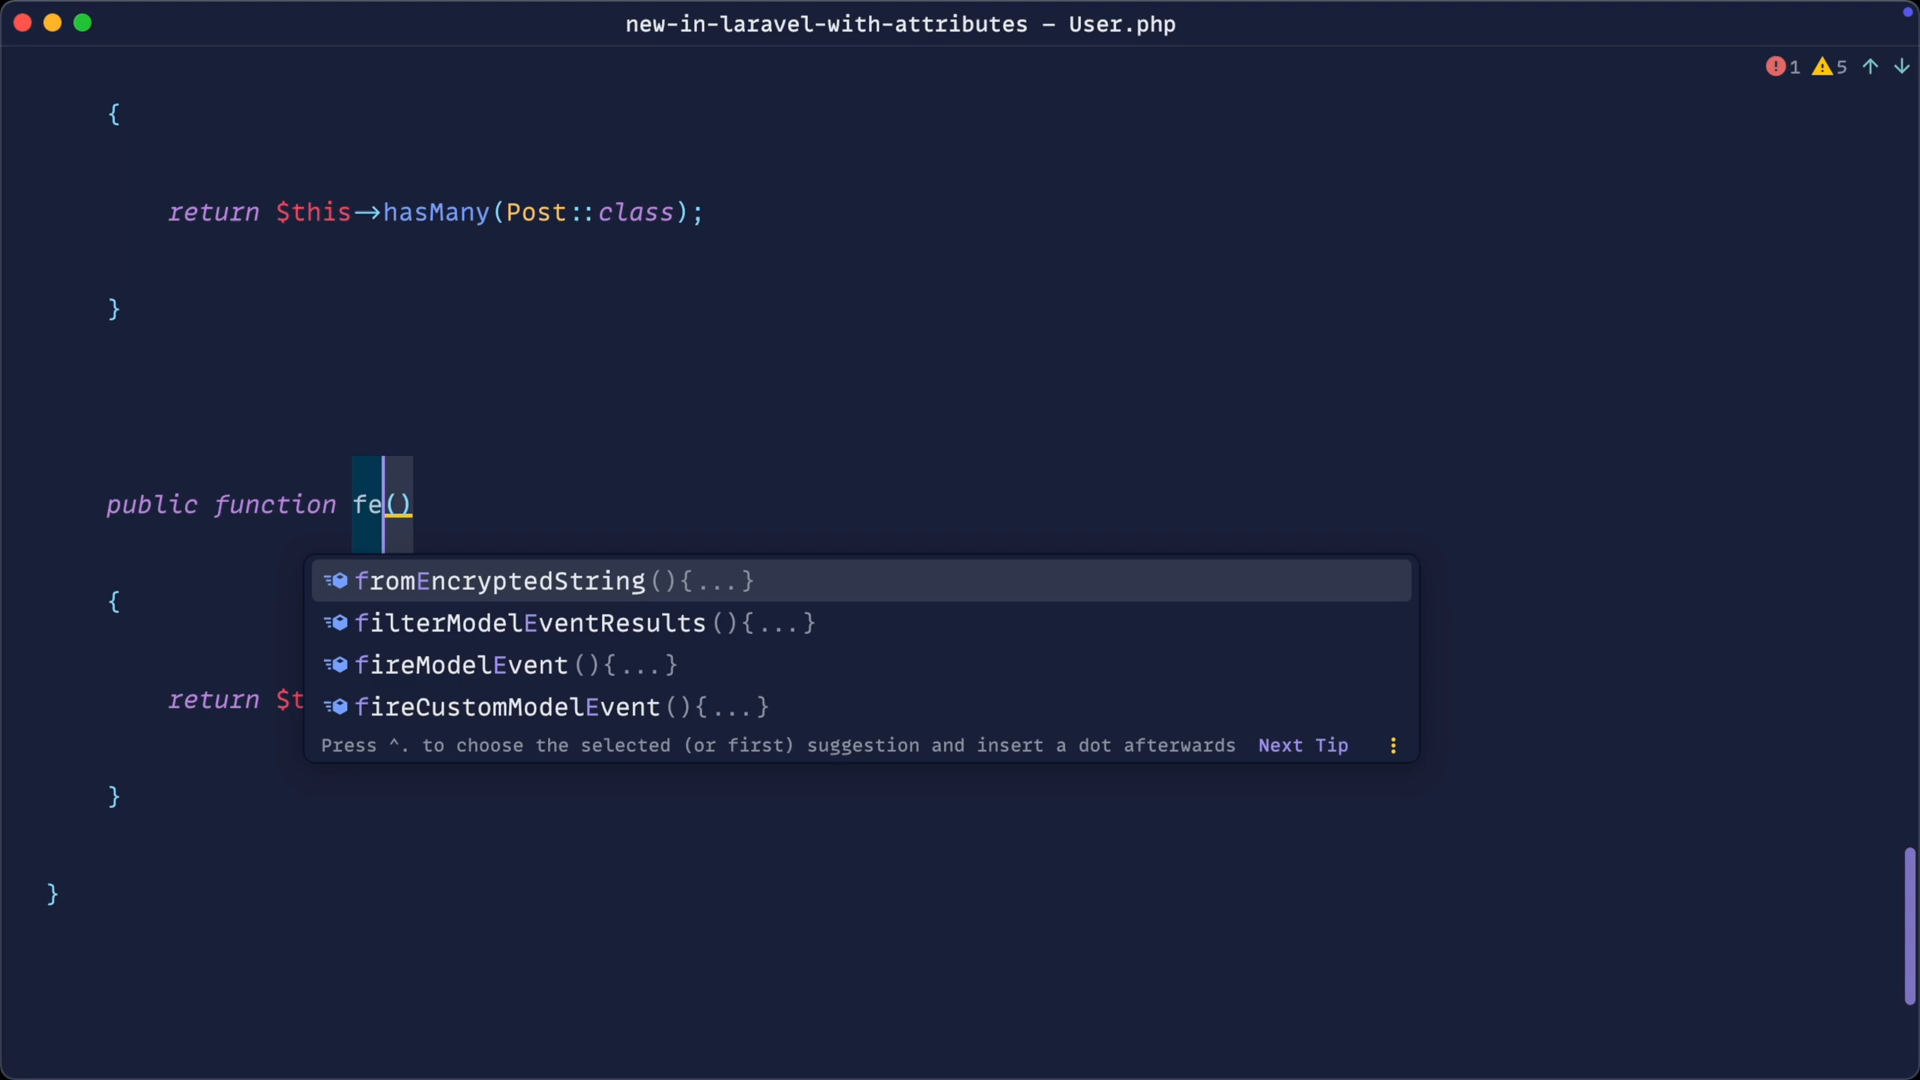 new-in-laravel-with-attributes – User.php
1 5 ↑ ↓
{
return $this->hasMany(Post::class);
}
public function fe()
{
fromEncryptedString(){...}
filterModelEventResults(){...}
fireModelEvent(){...}
return $t
fireCustomModelEvent(){...}
Press ^. to choose the selected (or first) suggestion and insert a dot afterwards Next Tip
}
}